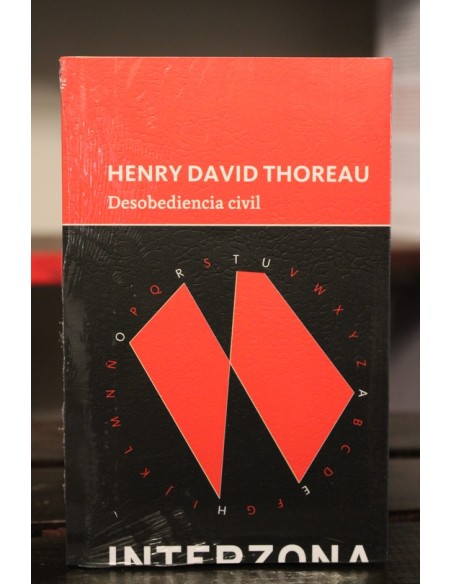 HENRY DAVID THOREAU
Desobediencia civil
A B C D E F G H I J K L M N Ñ O P Q R S T U V W X Y Z
INTERZONA